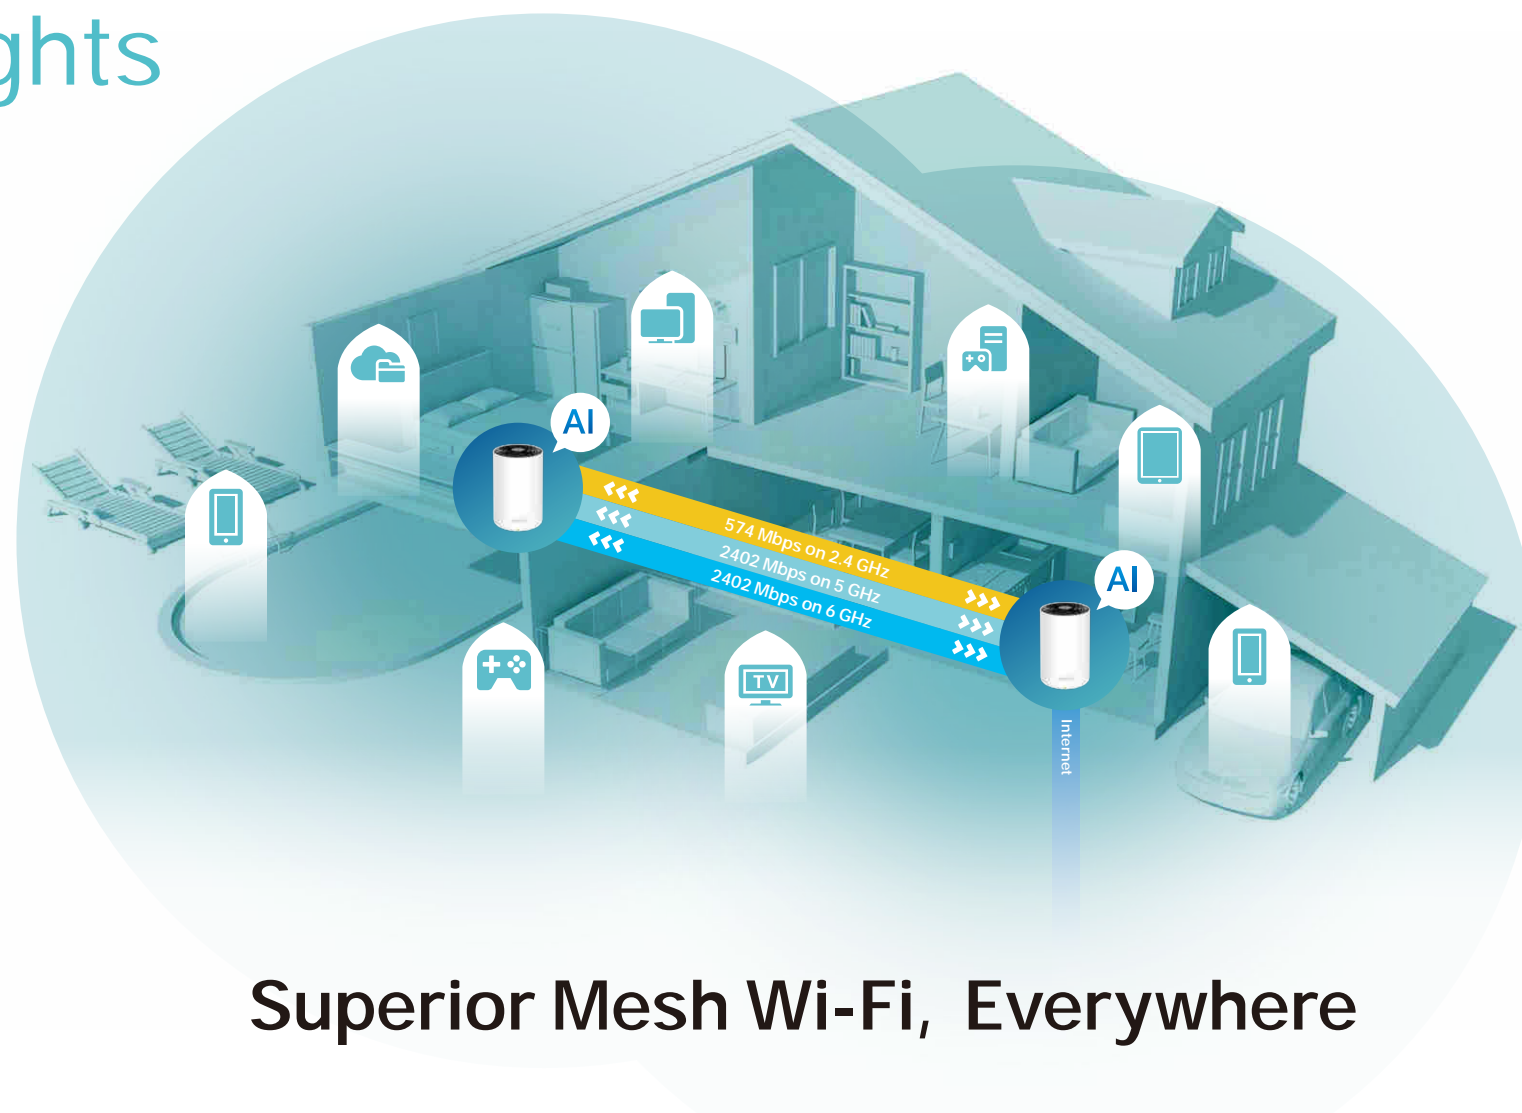 ghts
AI
574 Mbps on 2.4 GHz
2402 Mbps on 5 GHz
2402 Mbps on 6 GHz
AI
TV
Internet
Superior Mesh Wi-Fi, Everywhere